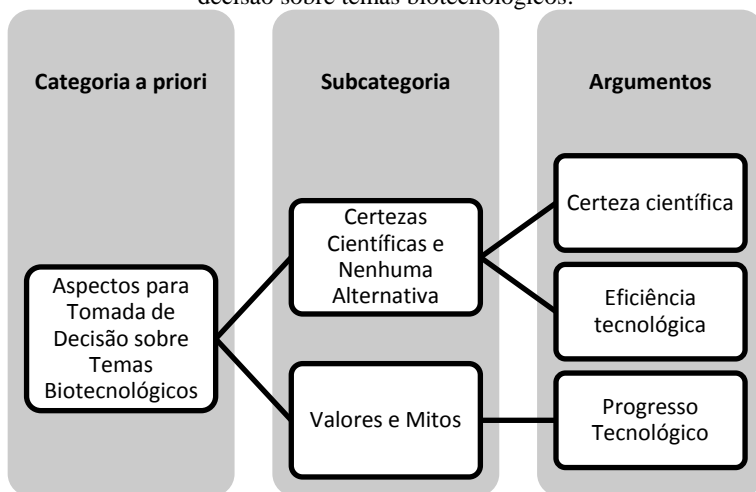 decisão sobre temas biotecnológicos.
Categoria a priori
Subcategoria
Argumentos
Aspectos para
Tomada de
Decisão sobre
Temas
Biotecnológicos
Certezas
Científicas e
Nenhuma
Alternativa
Valores e Mitos
Certeza científica
Eficiência
tecnológica
Progresso
Tecnológico